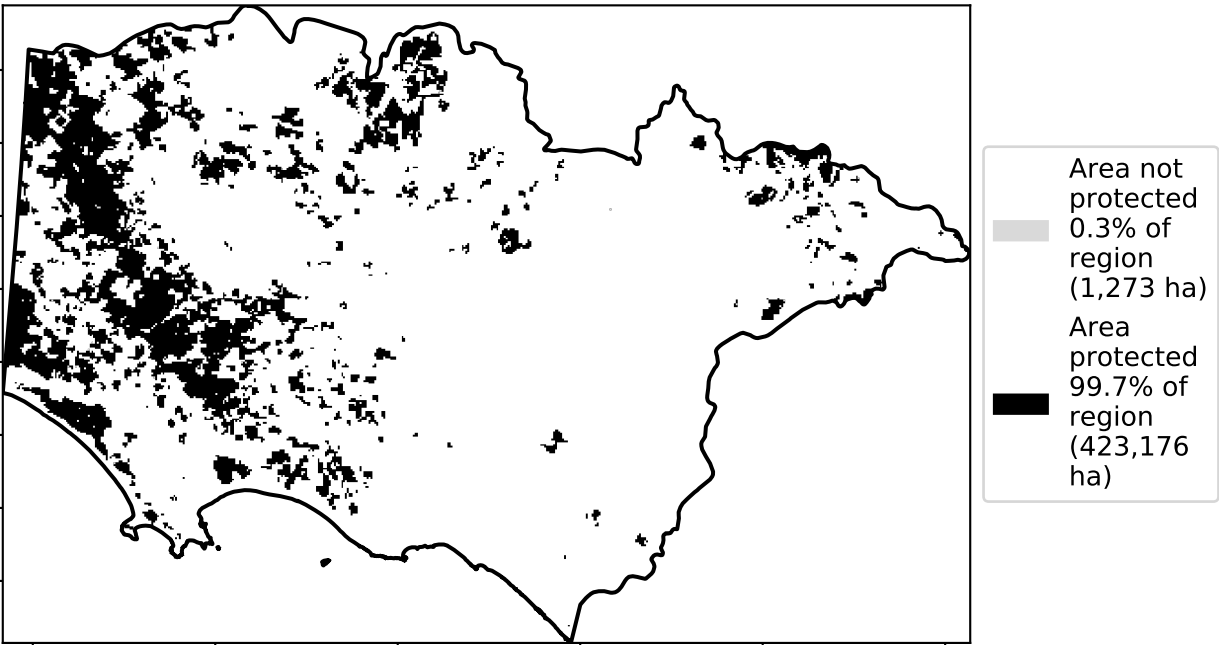 Area not
protected
0.3% of
region
(1,273 ha)
Area
protected
99.7% of
region
(423,176
ha)